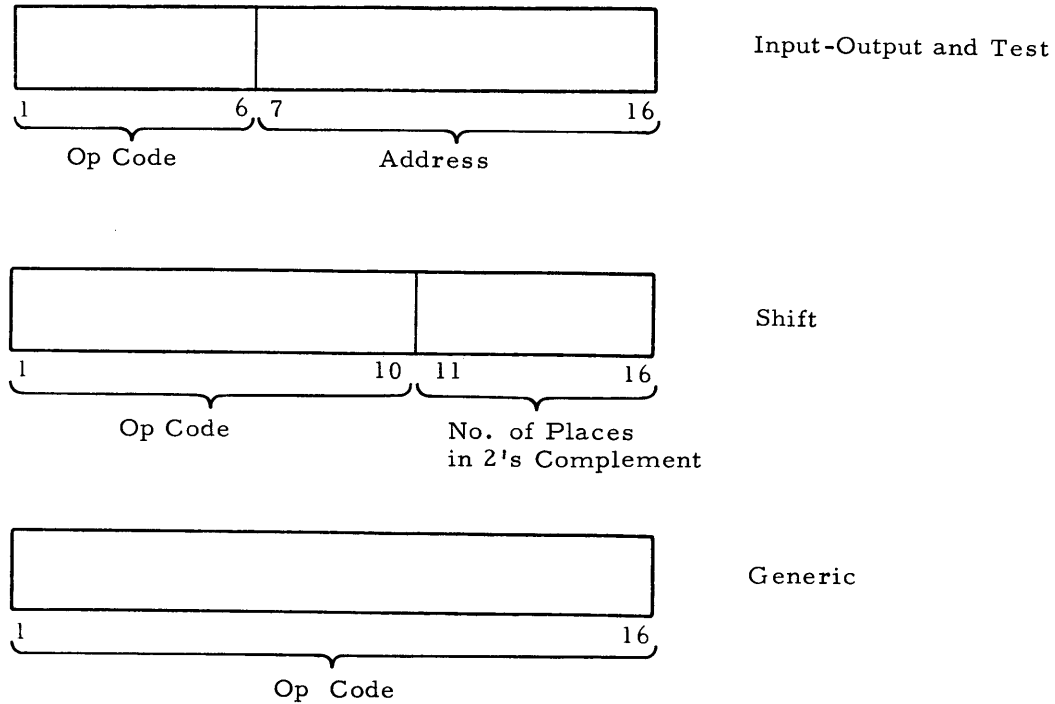 Input-Output and Test
1 6 7 16
Op Code Address
Shift
1 10 11 16
Op Code No. of Places
in 2's Complement
Generic
1 16
Op Code